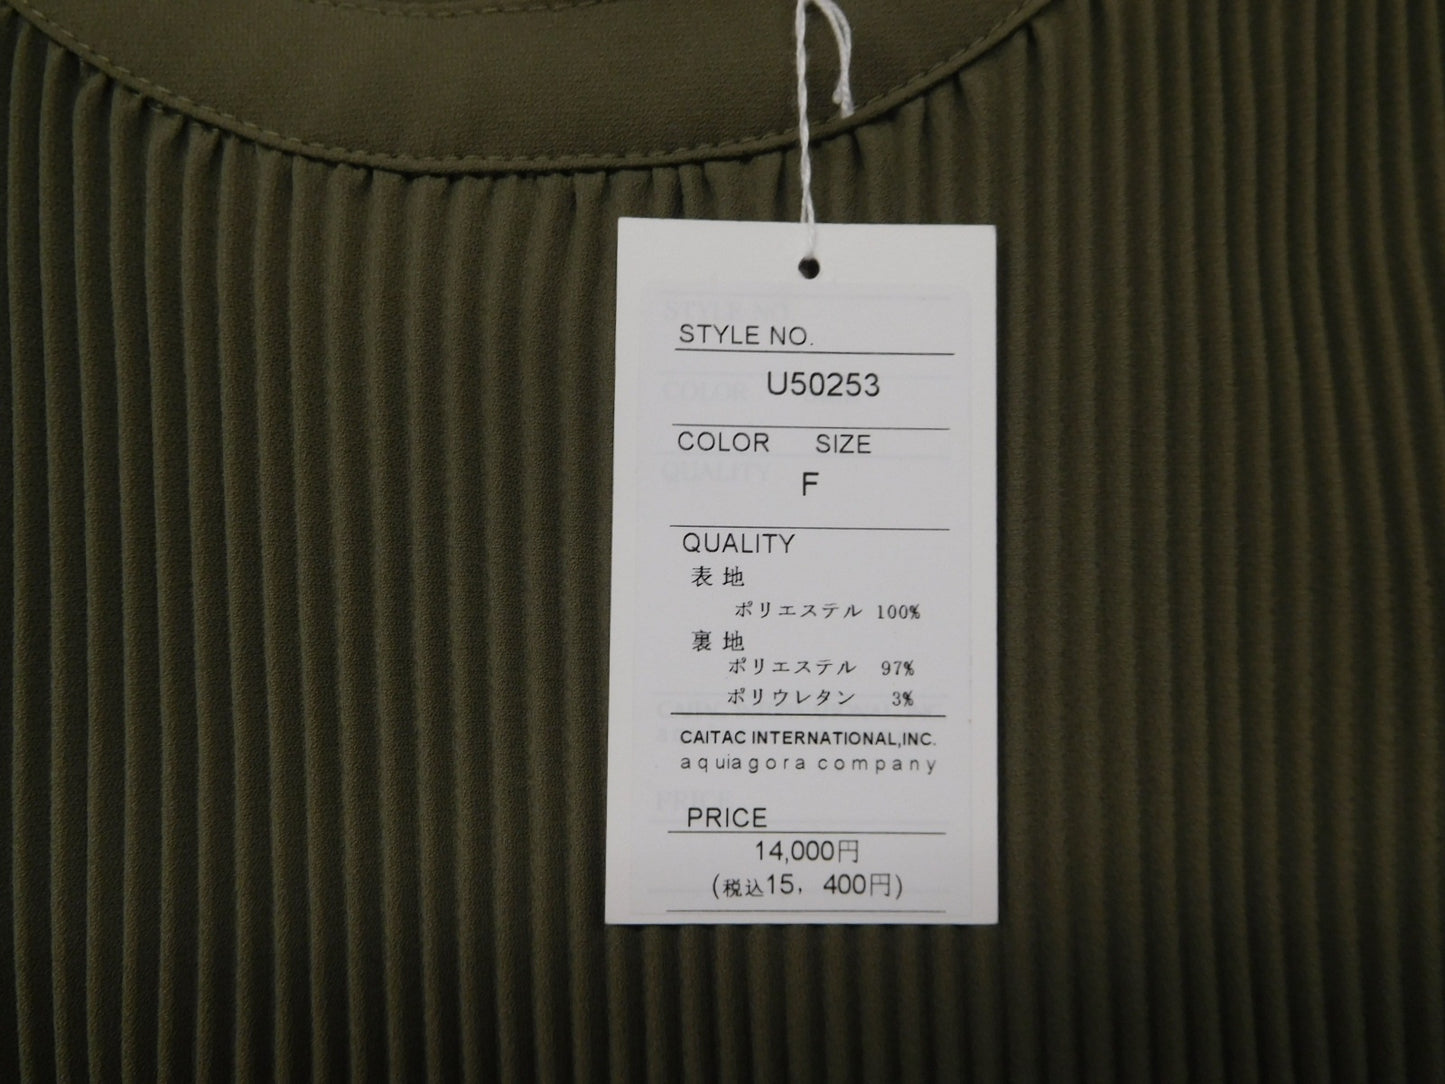 STYLE NO.
U50253
COLOR SIZE
F
QUALITY
表地
ポリエステル 100%
裏地
ポリエステル 97%
ポリウレタン 3%
CAITAC INTERNATIONAL,INC.
aquiagora company
PRICE
14,000円
(税込15, 400円)